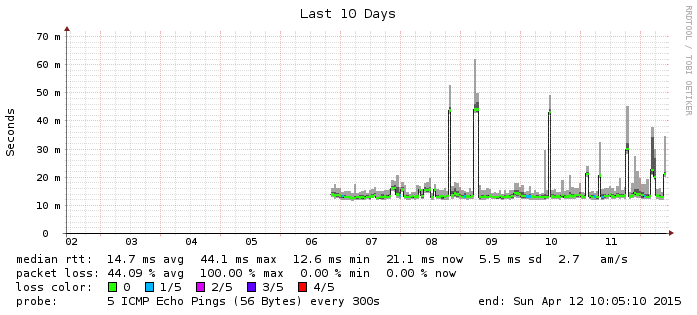 Last 10 Days
RRDTOOL / TOBI OETIKER
Seconds
70 m
60 m
50 m
40 m
30 m
20 m
10 m
0
02 03 04 05 06 07 08 09 10 11
median rtt: 14.7 ms avg 44.1 ms max 12.6 ms min 21.1 ms now 5.5 ms sd 2.7 am/s
packet loss: 44.09 % avg 100.00 % max 0.00 % min 0.00 % now
loss color: 0 1/5 2/5 3/5 4/5
probe: 5 ICMP Echo Pings (56 Bytes) every 300s end: Sun Apr 12 10:05:10 2015